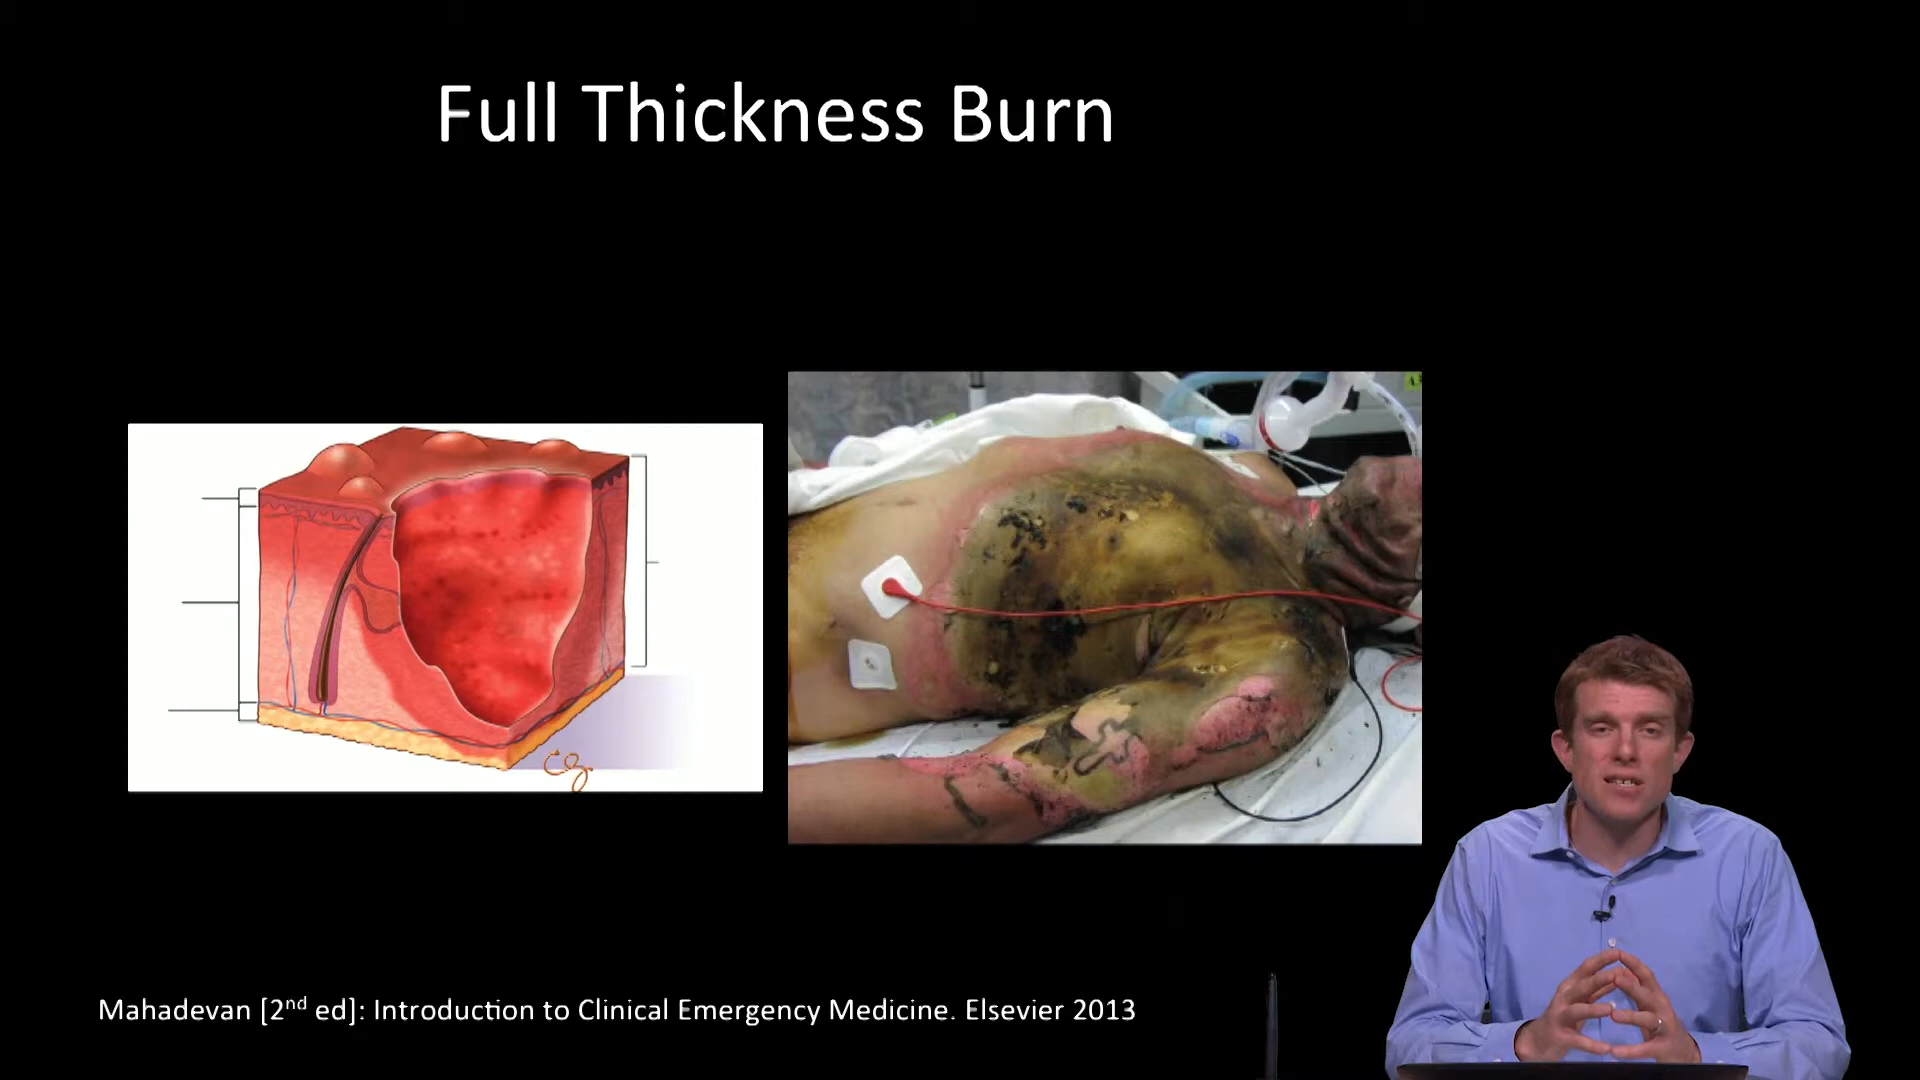 Full Thickness Burn
Mahadevan [2nd ed]: Introduction to Clinical Emergency Medicine. Elsevier 2013